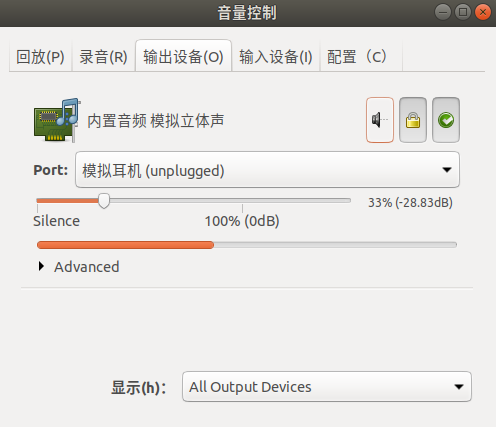 音量控制
回放(P) 录音(R) 输出设备(O) 输入设备(I) 配置（C）
内置音频 模拟立体声
Port: 模拟耳机 (unplugged)
33% (-28.83dB)
Silence 100% (0dB)
Advanced
显示(h)： All Output Devices